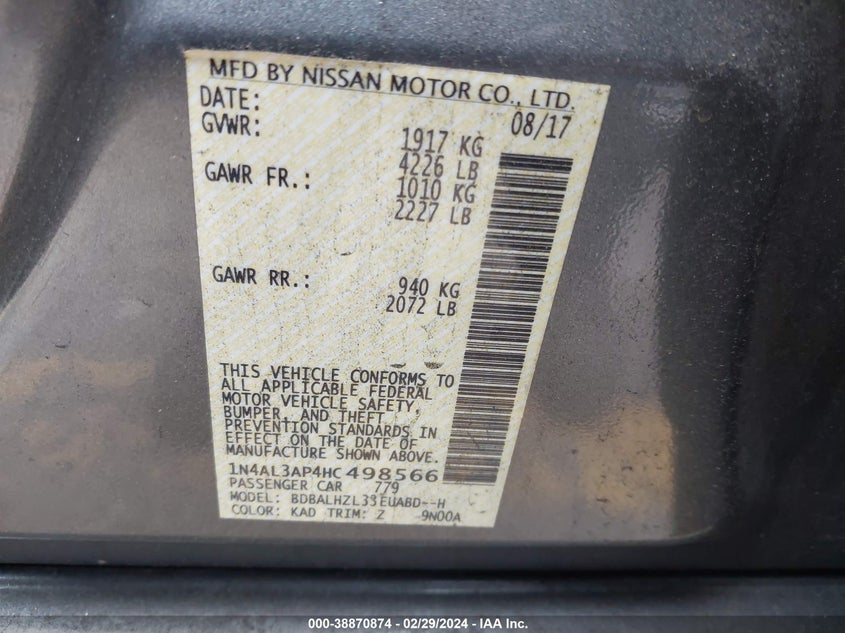 MFD BY NISSAN MOTOR CO., LTD.
DATE: 08/17
GVWR: 1917 KG
4226 LB
GAWR FR.: 1010 KG
2227 LB
GAWR RR.: 940 KG
2072 LB
THIS VEHICLE CONFORMS TO
ALL APPLICABLE FEDERAL
MOTOR VEHICLE SAFETY,
BUMPER, AND THEFT
PREVENTION STANDARDS IN
EFFECT ON THE DATE OF
MANUFACTURE SHOWN ABOVE.
1N4AL3AP4HC498566
PASSENGER CAR 779
MODEL: BDBALHZL33EUABD--H
COLOR: KAD TRIM: Z -9N00A
000-38870874 | 02/29/2024 - IAA Inc.